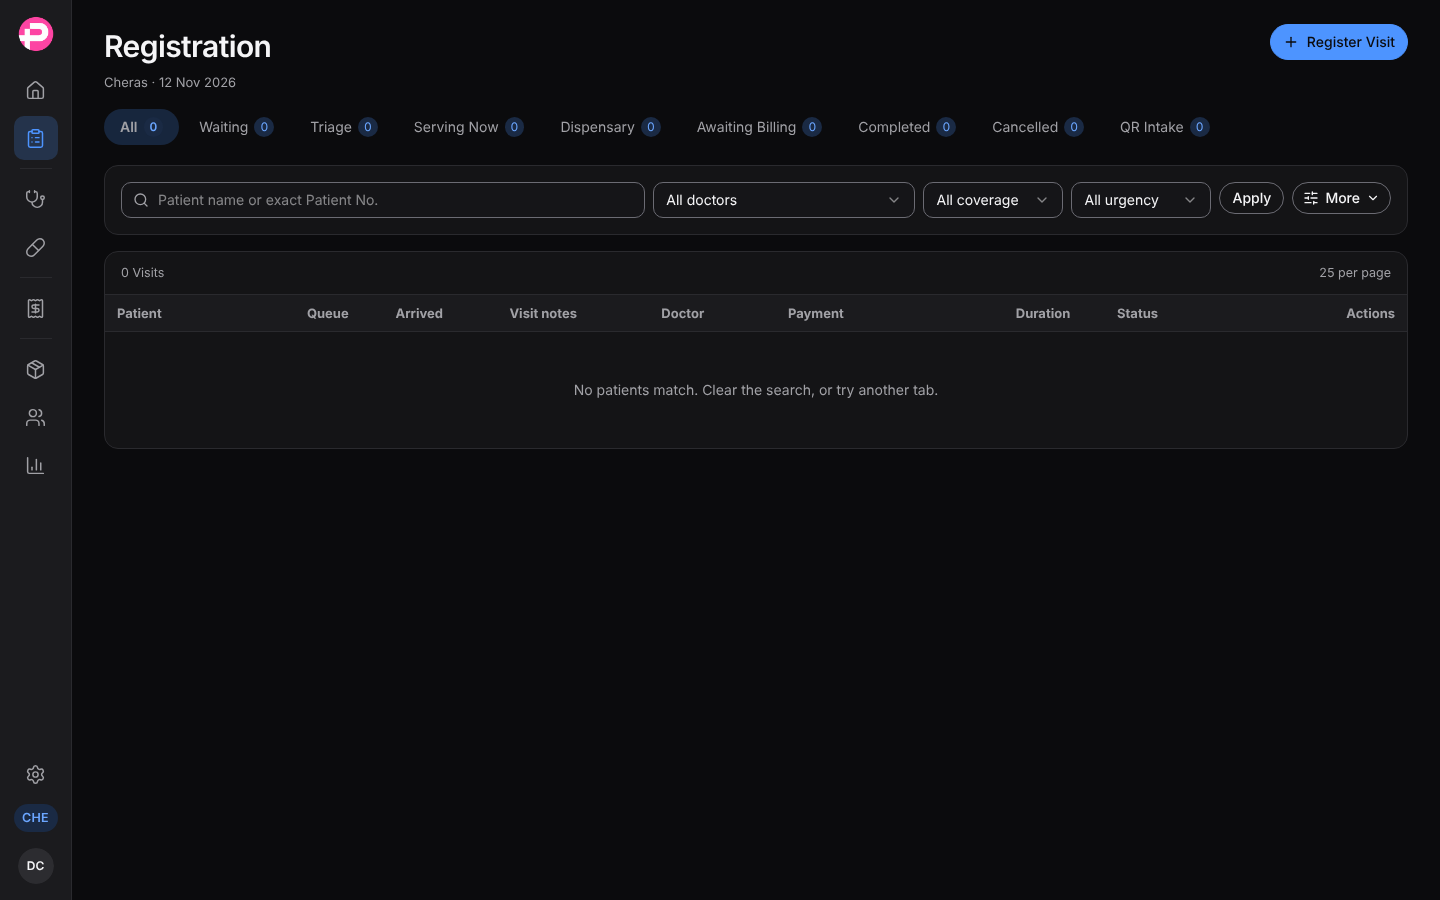 Registration
Register Visit
Cheras · 12 Nov 2026
All 0 Waiting 0 Triage 0 Serving Now 0 Dispensary 0 Awaiting Billing 0 Completed 0 Cancelled 0 QR Intake 0
Patient name or exact Patient No. All doctors All coverage All urgency Apply More
0 Visits 25 per page
Patient Queue Arrived Visit notes Doctor Payment Duration Status Actions
No patients match. Clear the search, or try another tab.
CHE
DC